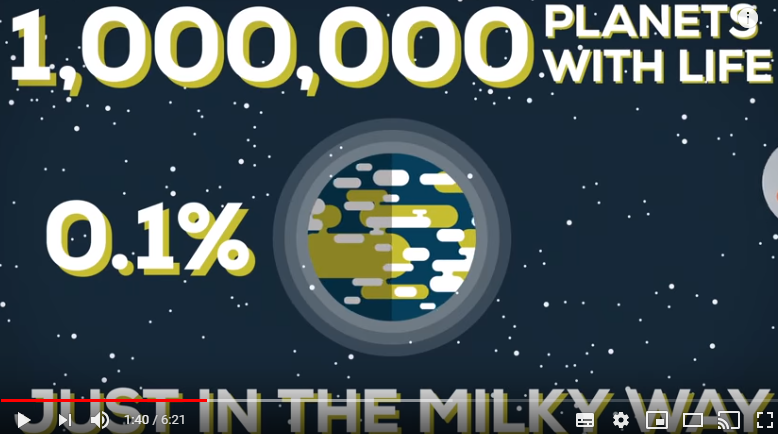 1,000,000 PLANETS
WITH LIFE
0.1%
JUST IN THE MILKY WAY
1:40 / 6:21